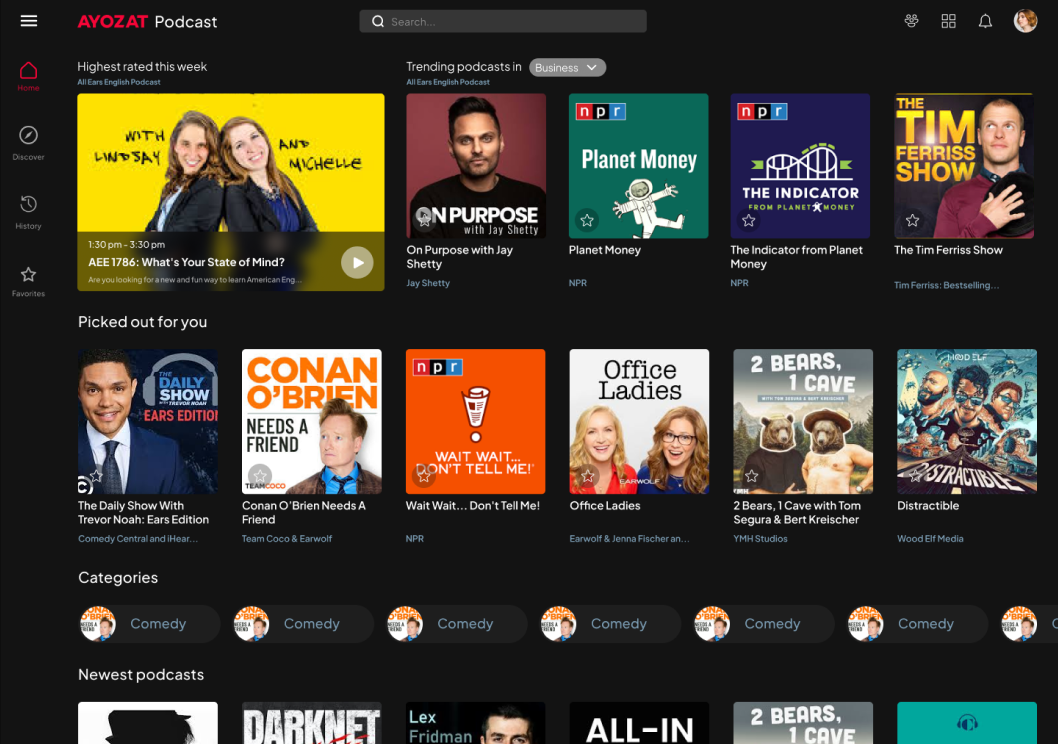 AYOZAT Podcast
Search...
Home
Discover
History
Favorites
Highest rated this week
All Ears English Podcast
WITH LINDSAY AND MICHELLE
1:30 pm - 3:30 pm
AEE 1786: What's Your State of Mind?
Are you looking for a new and fun way to learn American Eng...
Trending podcasts in Business
All Ears English Podcast
ON PURPOSE
with Jay Shetty
On Purpose with Jay
Shetty
Jay Shetty
npr
Planet Money
Planet Money
NPR
npr
THE INDICATOR
FROM PLANET MONEY
The Indicator from Planet
Money
NPR
THE
TIM
FERRISS
SHOW
The Tim Ferriss Show
Tim Ferriss: Bestselling...
Picked out for you
THE
DAILY
SHOW
WITH TREVOR NOAH
EARS EDITION
The Daily Show With
Trevor Noah: Ears Edition
Comedy Central and iHear...
CONAN
O'BRIEN
NEEDS A
FRIEND
TEAMCOCO
Conan O'Brien Needs A
Friend
Team Coco & Earwolf
npr
WAIT WAIT...
DON'T TELL ME!
Wait Wait... Don't Tell Me!
NPR
Office
Ladies
EARWOLF
Office Ladies
Earwolf & Jenna Fischer an...
2 BEARS,
1 CAVE
WITH TOM SEGURA & BERT KREISCHER
YMH
2 Bears, 1 Cave with Tom
Segura & Bert Kreischer
YMH Studios
WOOD ELF
DISTRACTIBLE
Distractible
Wood Elf Media
Categories
Comedy
Comedy
Comedy
Comedy
Comedy
Comedy
Newest podcasts
DARKNET
Lex
Fridman
ALL-IN
2 BEARS,
1 CAVE